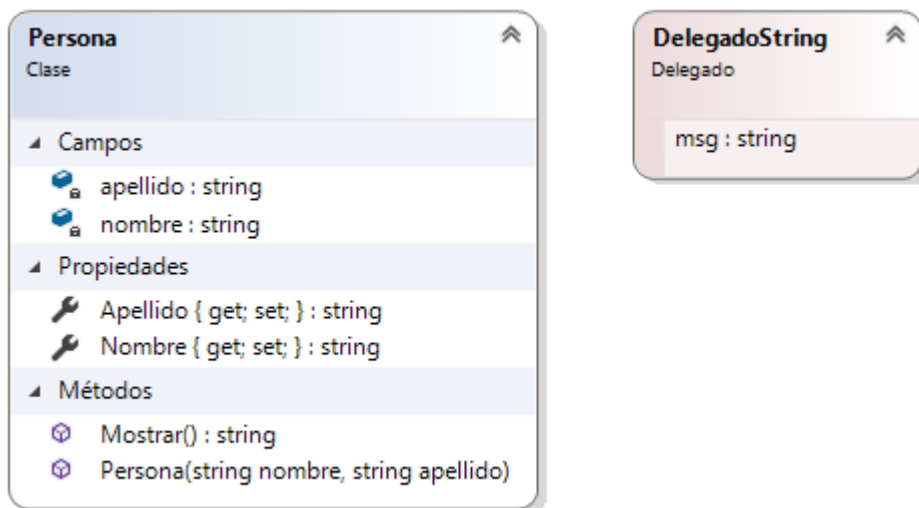 Persona
Clase
Campos
apellido : string
nombre : string
Propiedades
Apellido { get; set; } : string
Nombre { get; set; } : string
Métodos
Mostrar() : string
Persona(string nombre, string apellido)
DelegadoString
Delegado
msg : string